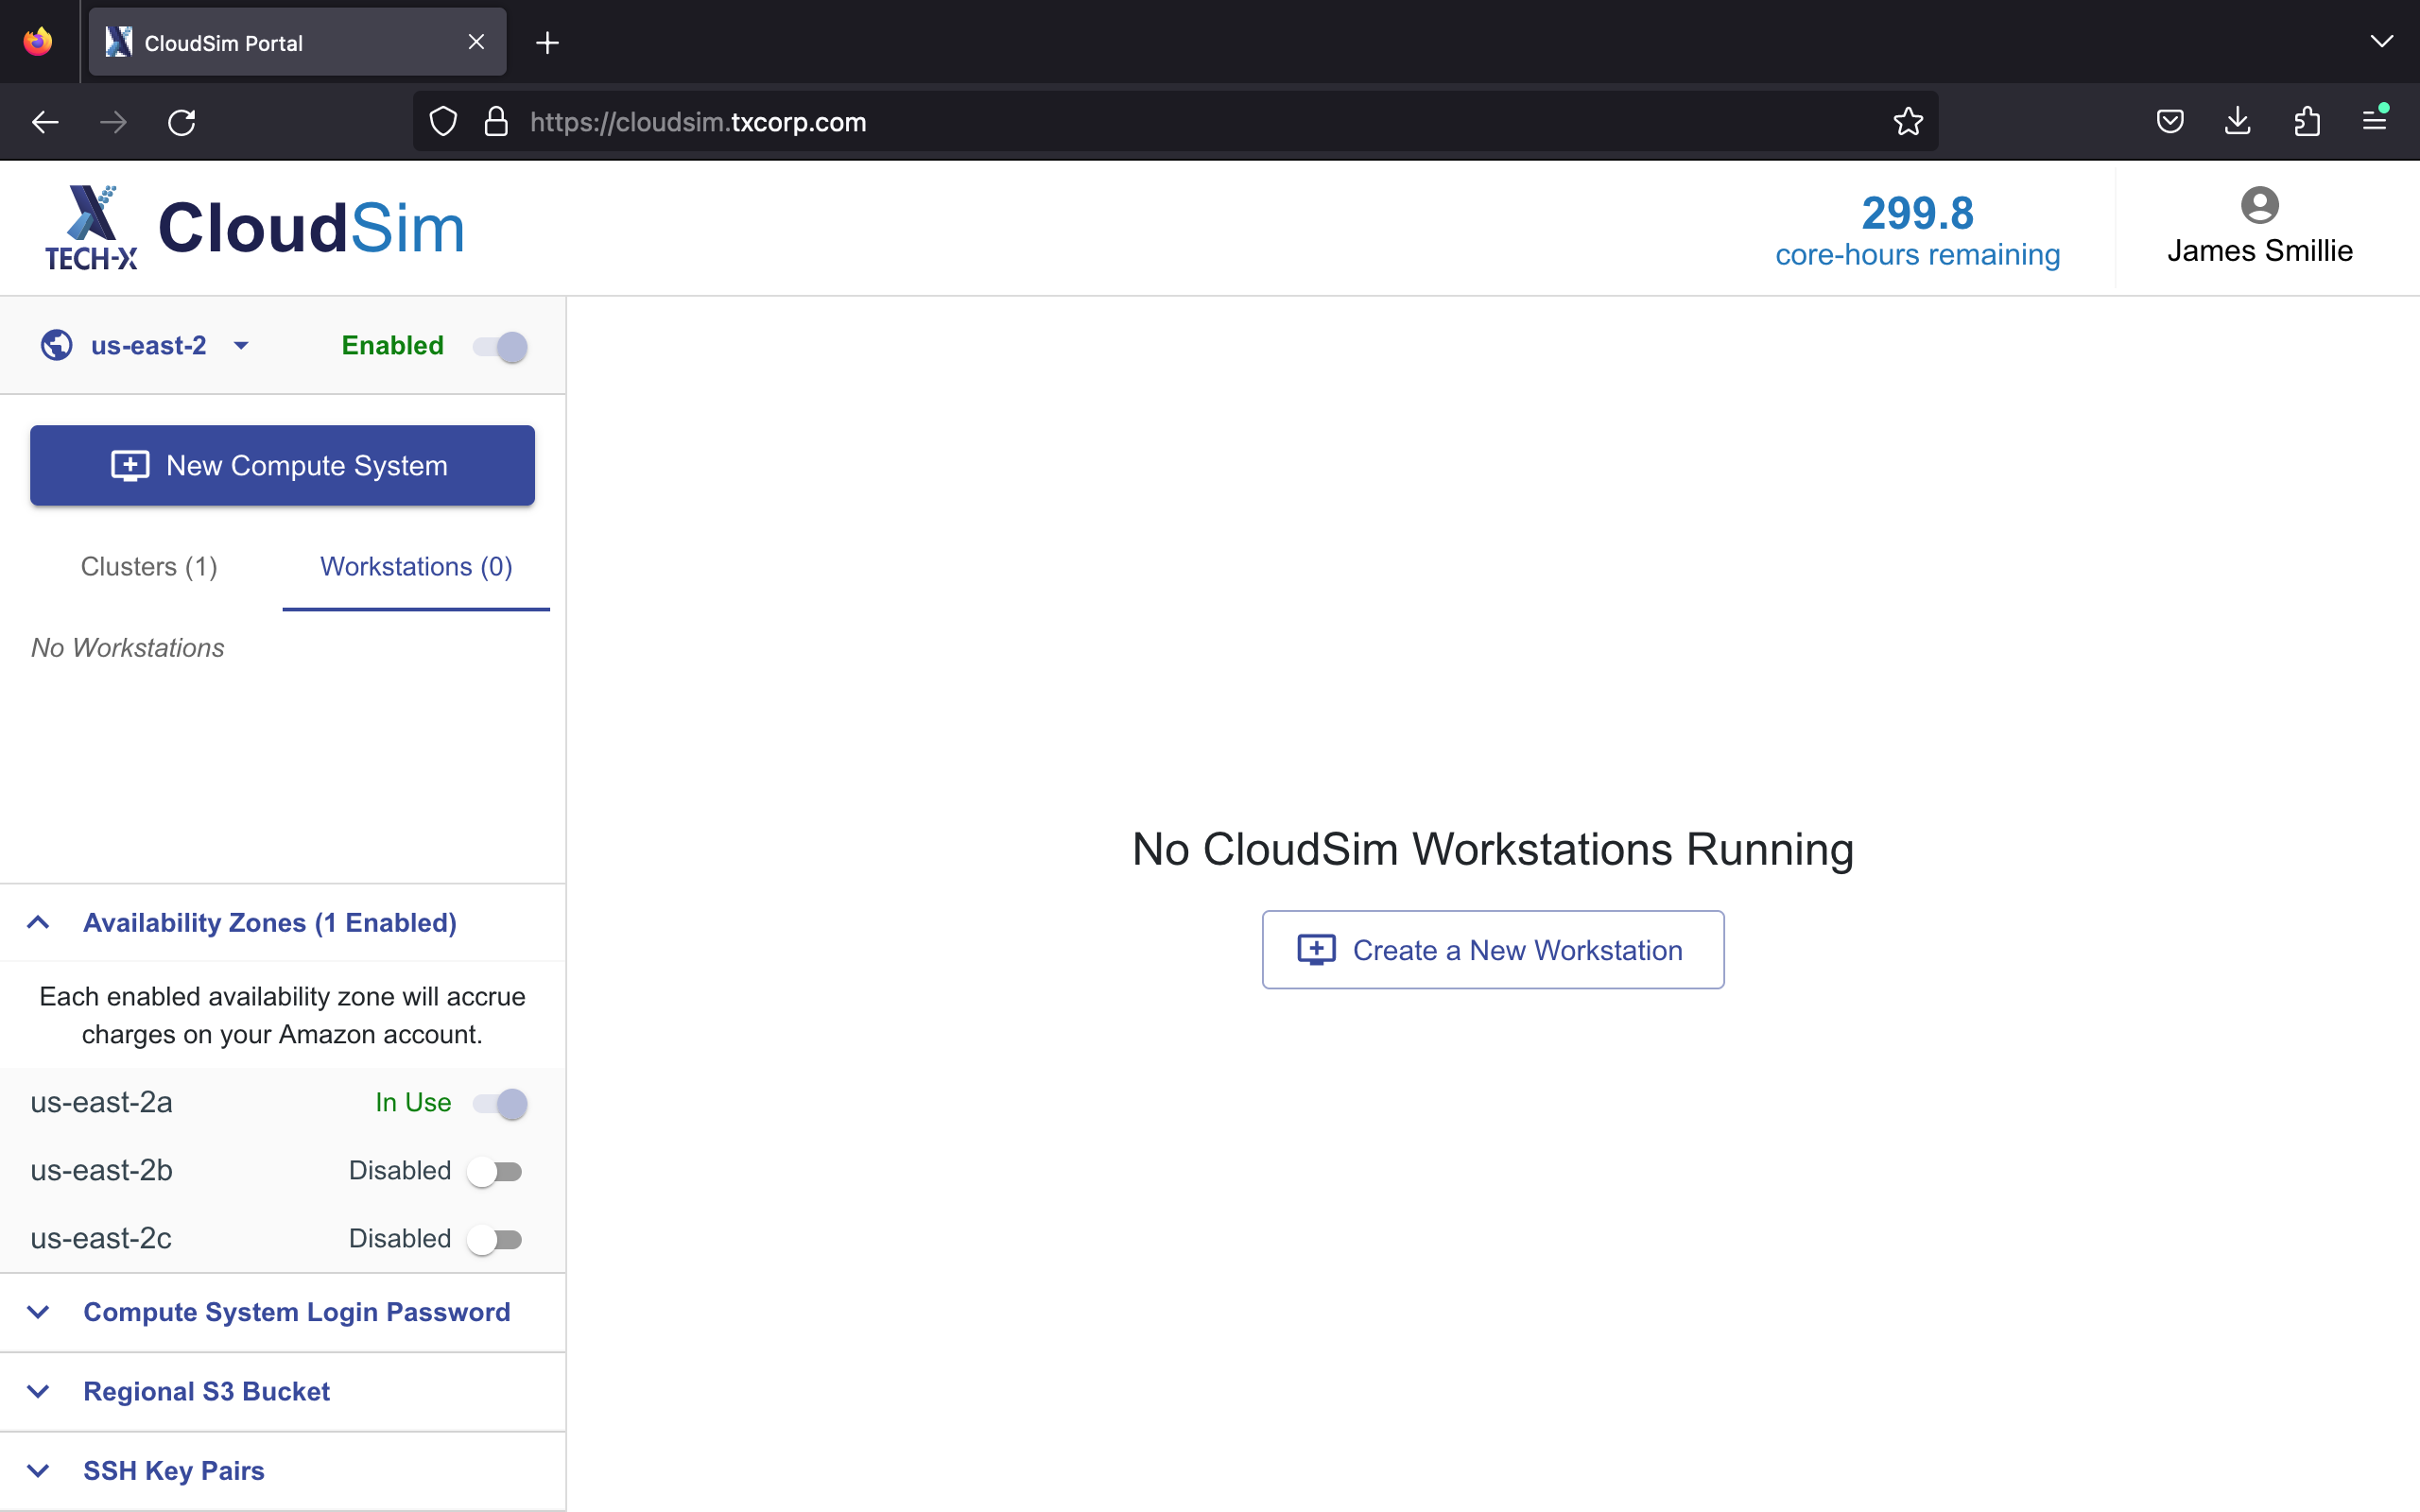 CloudSim Portal
https://cloudsim.txcorp.com
TECH-X
CloudSim
299.8
core-hours remaining
James Smillie
us-east-2
Enabled
New Compute System
Clusters (1)
Workstations (0)
No Workstations
Availability Zones (1 Enabled)
Each enabled availability zone will accrue
charges on your Amazon account.
us-east-2a
In Use
us-east-2b
Disabled
us-east-2c
Disabled
Compute System Login Password
Regional S3 Bucket
SSH Key Pairs
No CloudSim Workstations Running
Create a New Workstation